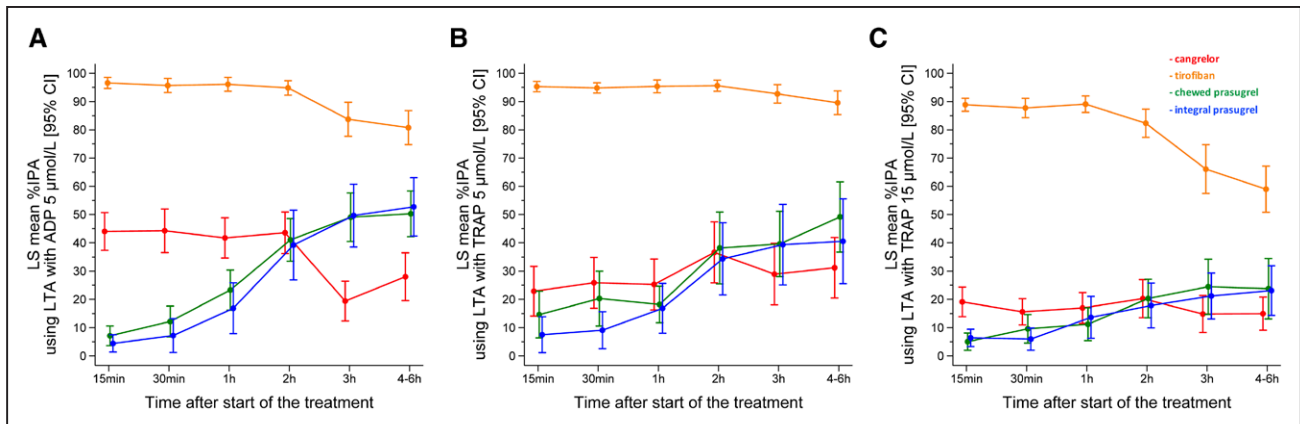 A
LS mean %IPA
using LTA with ADP 5 µmol/L [95% CI]
100
90
80
70
60
50
40
30
20
10
0
15min 30min 1h 2h 3h 4-6h
Time after start of the treatment
B
LS mean %IPA
using LTA with TRAP 5 µmol/L [95% CI]
100
90
80
70
60
50
40
30
20
10
0
15min 30min 1h 2h 3h 4-6h
Time after start of the treatment
C
- cangrelor
- tirofiban
- chewed prasugrel
- integral prasugrel
LS mean %IPA
using LTA with TRAP 15 µmol/L [95% CI]
100
90
80
70
60
50
40
30
20
10
0
15min 30min 1h 2h 3h 4-6h
Time after start of the treatment